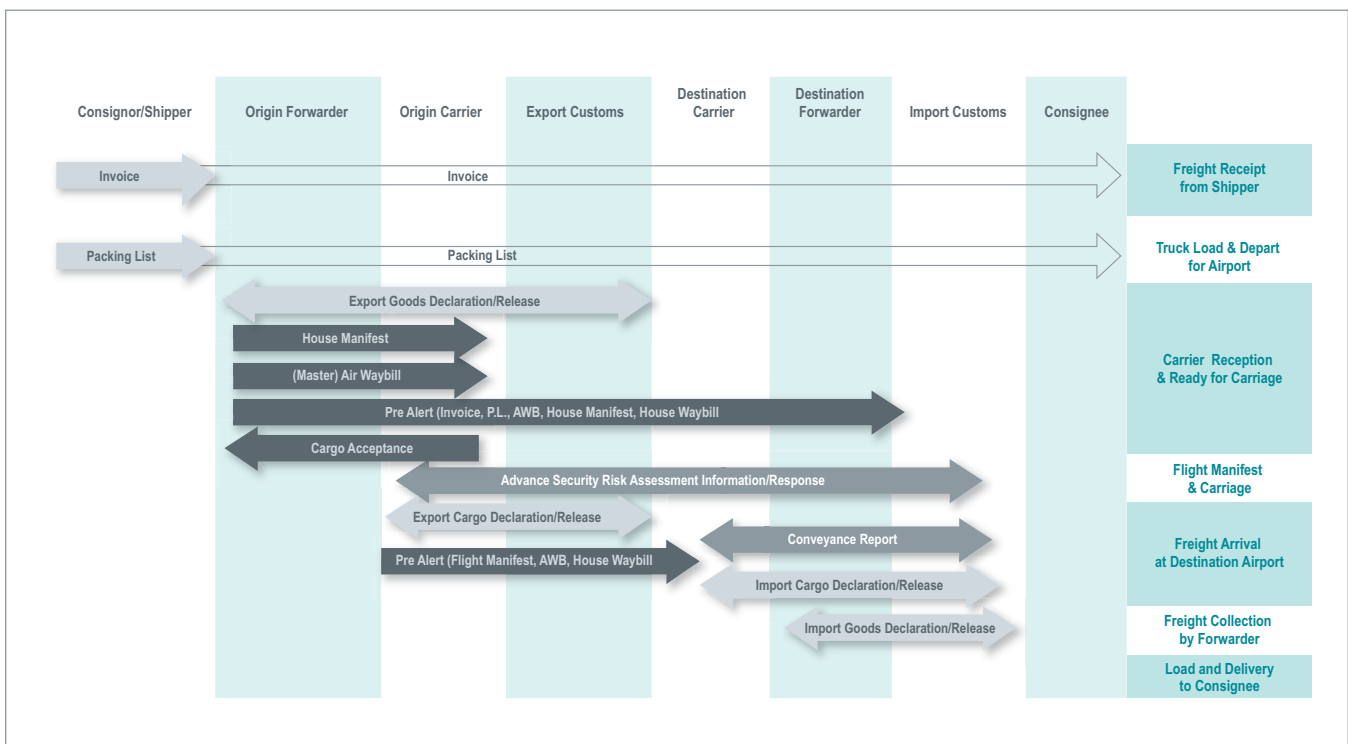 Consignor/Shipper
Origin Forwarder
Origin Carrier
Export Customs
Destination
Carrier
Destination
Forwarder
Import Customs
Consignee
Invoice
Invoice
Freight Receipt
from Shipper
Packing List
Packing List
Truck Load & Depart
for Airport
Export Goods Declaration/Release
House Manifest
(Master) Air Waybill
Pre Alert (Invoice, P.L., AWB, House Manifest, House Waybill
Cargo Acceptance
Carrier Reception
& Ready for Carriage
Advance Security Risk Assessment Information/Response
Flight Manifest
& Carriage
Export Cargo Declaration/Release
Conveyance Report
Pre Alert (Flight Manifest, AWB, House Waybill
Import Cargo Declaration/Release
Freight Arrival
at Destination Airport
Import Goods Declaration/Release
Freight Collection
by Forwarder
Load and Delivery
to Consignee